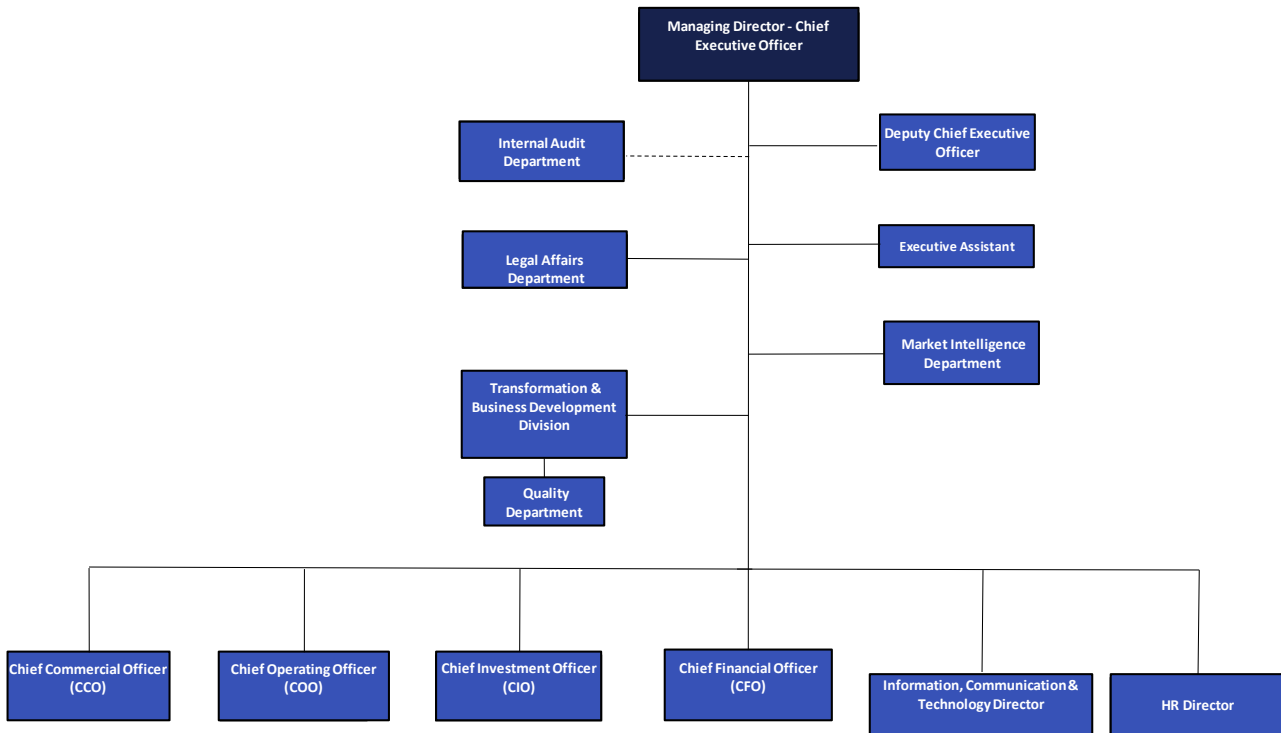 Managing Director - Chief
Executive Officer
Internal Audit
Department
Deputy Chief Executive
Officer
Legal Affairs
Department
Executive Assistant
Market Intelligence
Department
Transformation &
Business Development
Division
Quality
Department
Chief Commercial Officer
(CCO)
Chief Operating Officer
(COO)
Chief Investment Officer
(CIO)
Chief Financial Officer
(CFO)
Information, Communication &
Technology Director
HR Director